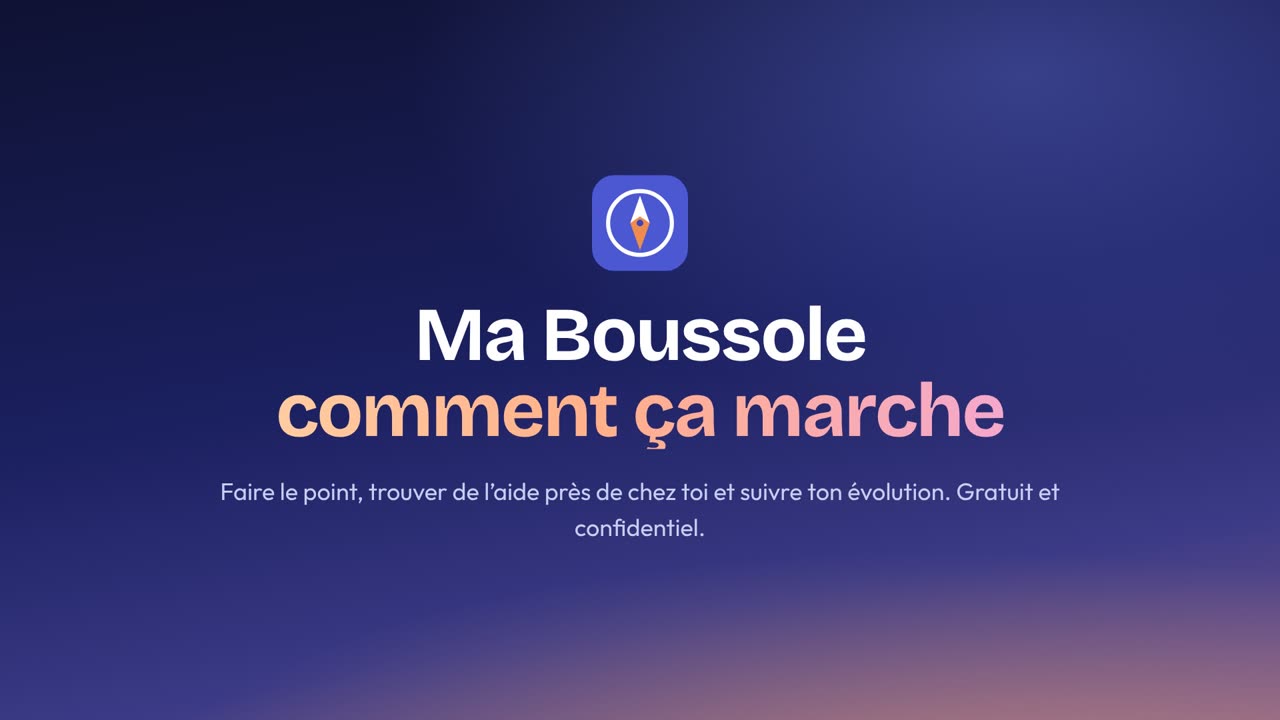 Ma Boussole
comment ça marche
Faire le point, trouver de l’aide près de chez toi et suivre ton évolution. Gratuit et
confidentiel.